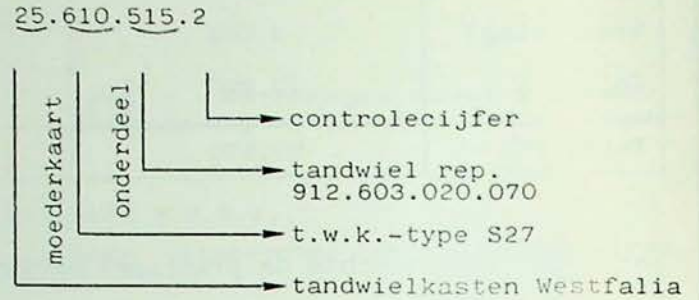 25.610.515.2
moederkaart
onderdeel
controlecijfer
tandwiel rep.
912.603.020.070
t.w.k.-type S27
tandwielkasten Westfalia